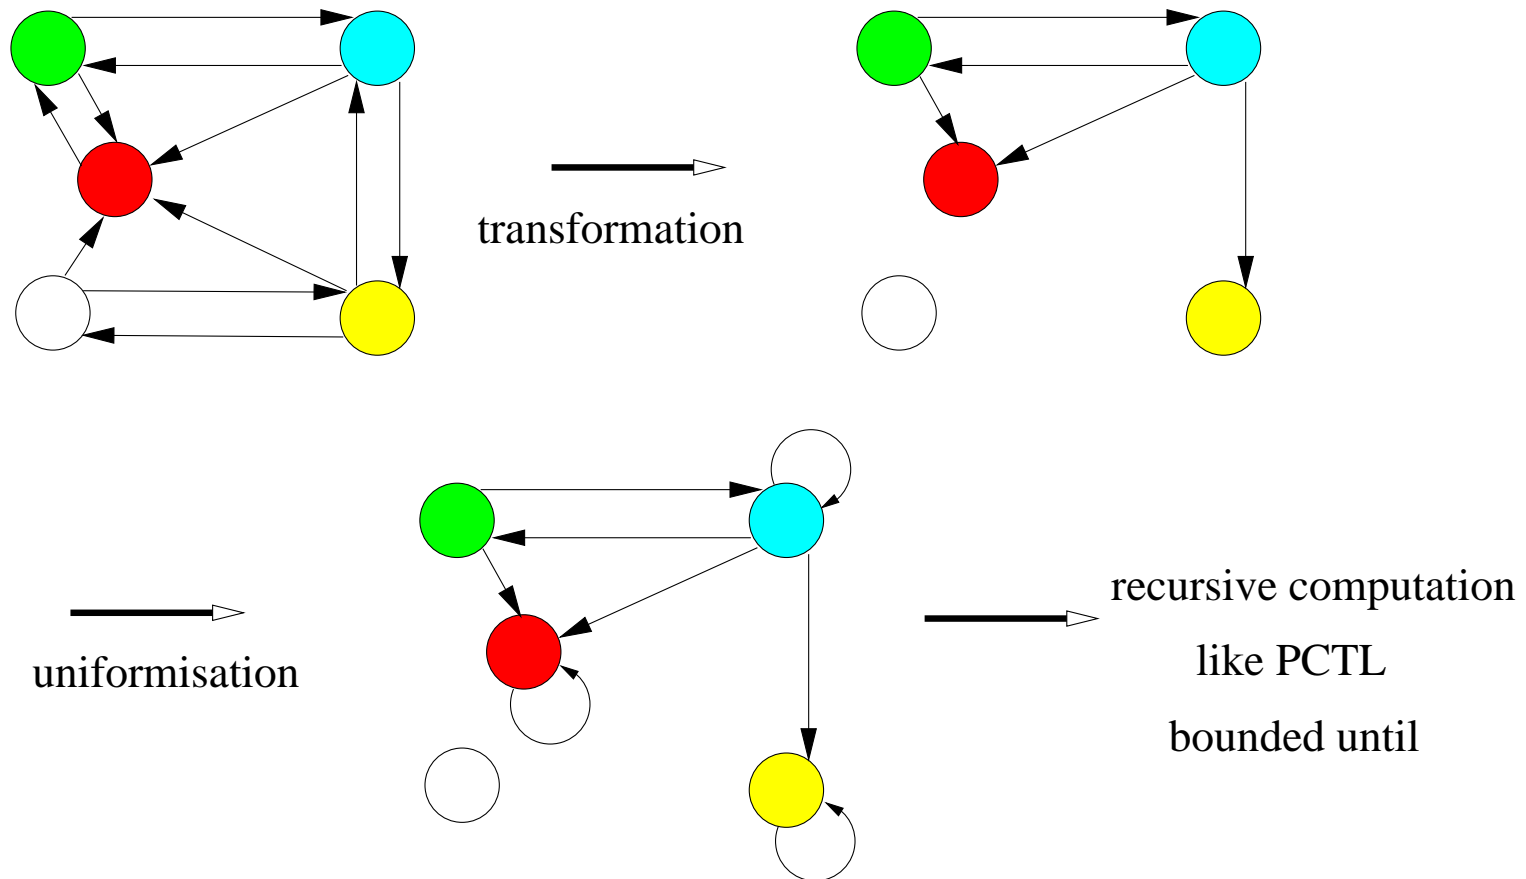 transformation
uniformisation
recursive computation
like PCTL
bounded until